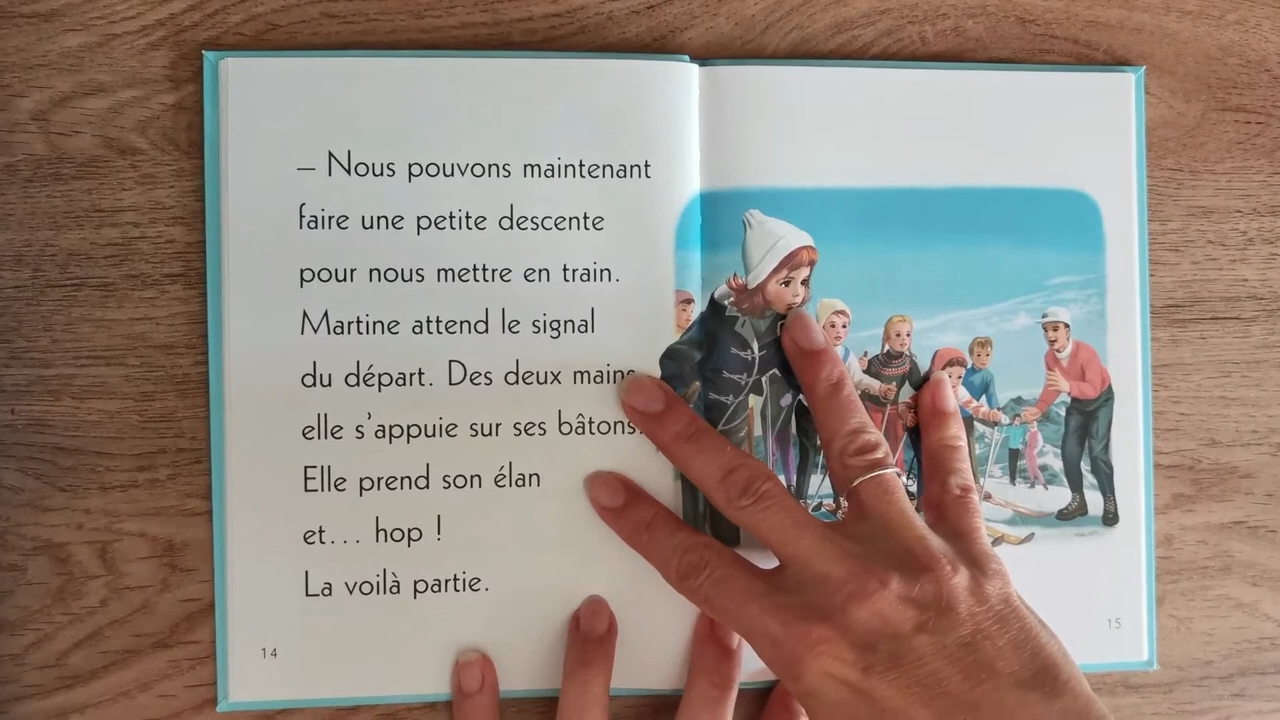 – Nous pouvons maintenant
faire une petite descente
pour nous mettre en train.
Martine attend le signal
du départ. Des deux mains
elle s'appuie sur ses bâtons.
Elle prend son élan
et... hop !
La voilà partie.
14
15